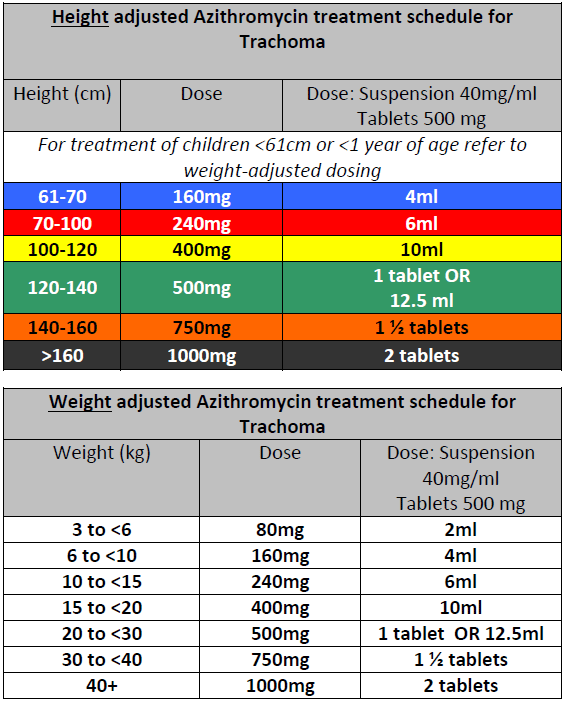 Height adjusted Azithromycin treatment schedule for
Trachoma
Height (cm) Dose Dose: Suspension 40mg/ml
Tablets 500 mg
For treatment of children <61cm or <1 year of age refer to
weight-adjusted dosing
61-70 160mg 4ml
70-100 240mg 6ml
100-120 400mg 10ml
120-140 500mg 1 tablet OR
12.5 ml
140-160 750mg 1 ½ tablets
>160 1000mg 2 tablets
Weight adjusted Azithromycin treatment schedule for
Trachoma
Weight (kg) Dose Dose: Suspension
40mg/ml
Tablets 500 mg
3 to <6 80mg 2ml
6 to <10 160mg 4ml
10 to <15 240mg 6ml
15 to <20 400mg 10ml
20 to <30 500mg 1 tablet OR 12.5ml
30 to <40 750mg 1 ½ tablets
40+ 1000mg 2 tablets